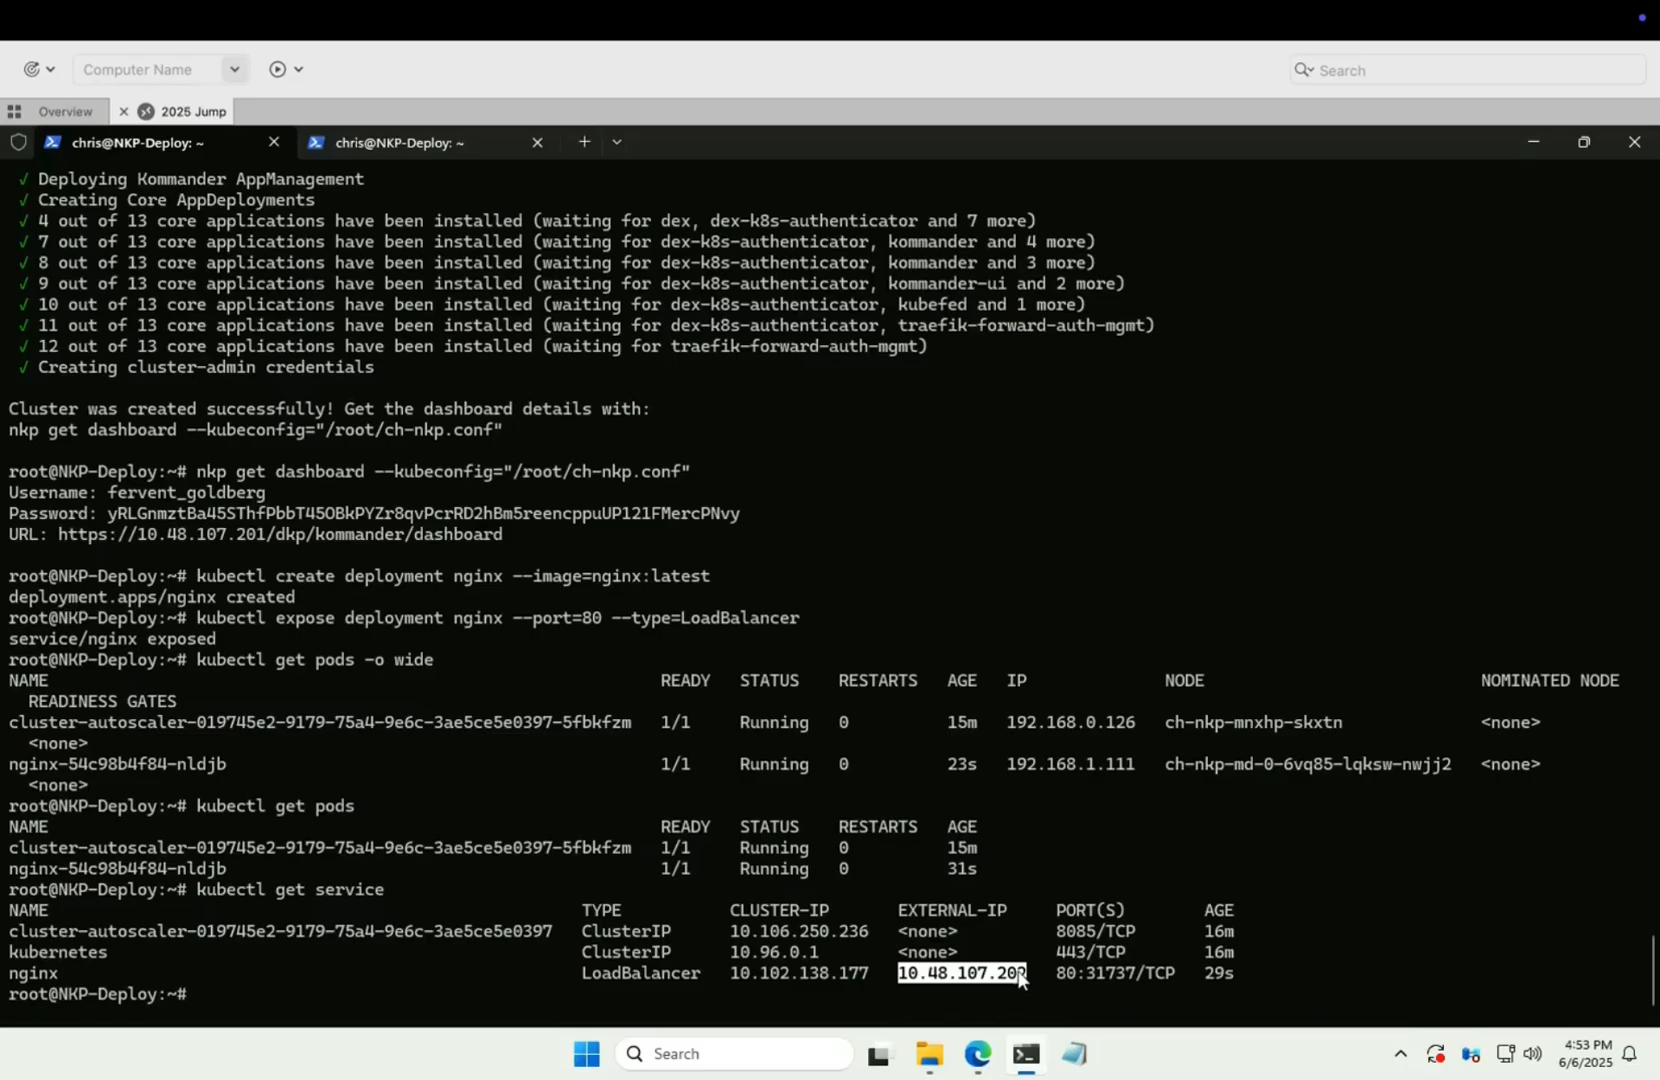 Computer Name
Search
Overview
2025 Jump
chris@NKP-Deploy: ~
chris@NKP-Deploy: ~
✓ Deploying Kommander AppManagement
✓ Creating Core AppDeployments
✓ 4 out of 13 core applications have been installed (waiting for dex, dex-k8s-authenticator and 7 more)
✓ 7 out of 13 core applications have been installed (waiting for dex-k8s-authenticator, kommander and 4 more)
✓ 8 out of 13 core applications have been installed (waiting for dex-k8s-authenticator, kommander and 3 more)
✓ 9 out of 13 core applications have been installed (waiting for dex-k8s-authenticator, kommander-ui and 2 more)
✓ 10 out of 13 core applications have been installed (waiting for dex-k8s-authenticator, kubefed and 1 more)
✓ 11 out of 13 core applications have been installed (waiting for dex-k8s-authenticator, traefik-forward-auth-mgmt)
✓ 12 out of 13 core applications have been installed (waiting for traefik-forward-auth-mgmt)
✓ Creating cluster-admin credentials
Cluster was created successfully! Get the dashboard details with:
nkp get dashboard --kubeconfig="/root/ch-nkp.conf"
root@NKP-Deploy:~# nkp get dashboard --kubeconfig="/root/ch-nkp.conf"
Username: fervent_goldberg
Password: yRLGnmztBa45SThfPbbT45OBkPYZr8qvPcrRD2hBm5reencppuUP121FMercPNvy
URL: https://10.48.107.201/dkp/kommander/dashboard
root@NKP-Deploy:~# kubectl create deployment nginx --image=nginx:latest
deployment.apps/nginx created
root@NKP-Deploy:~# kubectl expose deployment nginx --port=80 --type=LoadBalancer
service/nginx exposed
root@NKP-Deploy:~# kubectl get pods -o wide
NAME READY STATUS RESTARTS AGE IP NODE NOMINATED NODE
READINESS GATES
cluster-autoscaler-019745e2-9179-75a4-9e6c-3ae5ce5e0397-5fbkfzm 1/1 Running 0 15m 192.168.0.126 ch-nkp-mnxhp-skxtn <none>
<none>
nginx-54c98b4f84-nldjb 1/1 Running 0 23s 192.168.1.111 ch-nkp-md-0-6vq85-lqksw-nwjj2 <none>
<none>
root@NKP-Deploy:~# kubectl get pods
NAME READY STATUS RESTARTS AGE
cluster-autoscaler-019745e2-9179-75a4-9e6c-3ae5ce5e0397-5fbkfzm 1/1 Running 0 15m
nginx-54c98b4f84-nldjb 1/1 Running 0 31s
root@NKP-Deploy:~# kubectl get service
NAME TYPE CLUSTER-IP EXTERNAL-IP PORT(S) AGE
cluster-autoscaler-019745e2-9179-75a4-9e6c-3ae5ce5e0397 ClusterIP 10.106.250.236 <none> 8085/TCP 16m
kubernetes ClusterIP 10.96.0.1 <none> 443/TCP 16m
nginx LoadBalancer 10.102.138.177 80:31737/TCP 29s
root@NKP-Deploy:~#
Search
4:53 PM
6/6/2025